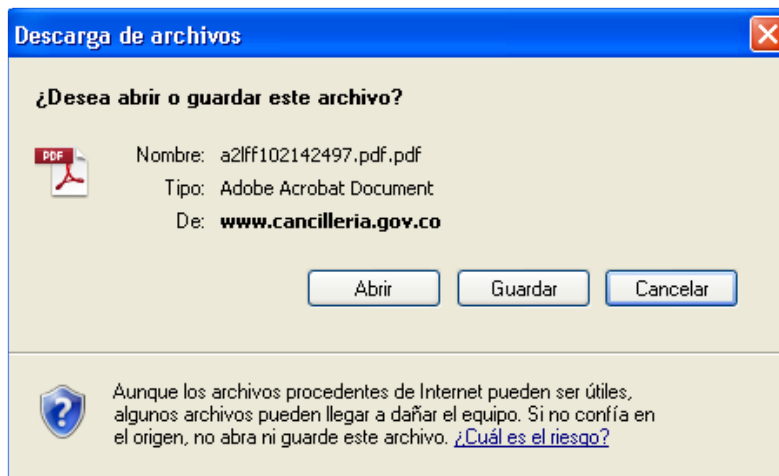 Descarga de archivos
¿Desea abrir o guardar este archivo?
PDF
Nombre: a2lff102142497.pdf.pdf
Tipo: Adobe Acrobat Document
De: www.cancilleria.gov.co
Abrir Guardar Cancelar
Aunque los archivos procedentes de Internet pueden ser útiles,
algunos archivos pueden llegar a dañar el equipo. Si no confía en
el origen, no abra ni guarde este archivo. ¿Cuál es el riesgo?